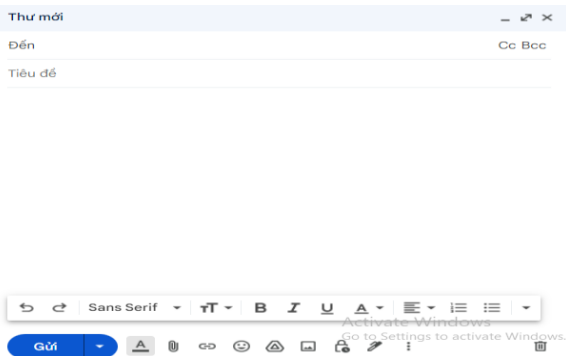 Thư mới
Đến Cc Bcc
Tiêu đề
Sans Serif
Activate Windows
Go to Settings to activate Windows.
Gửi